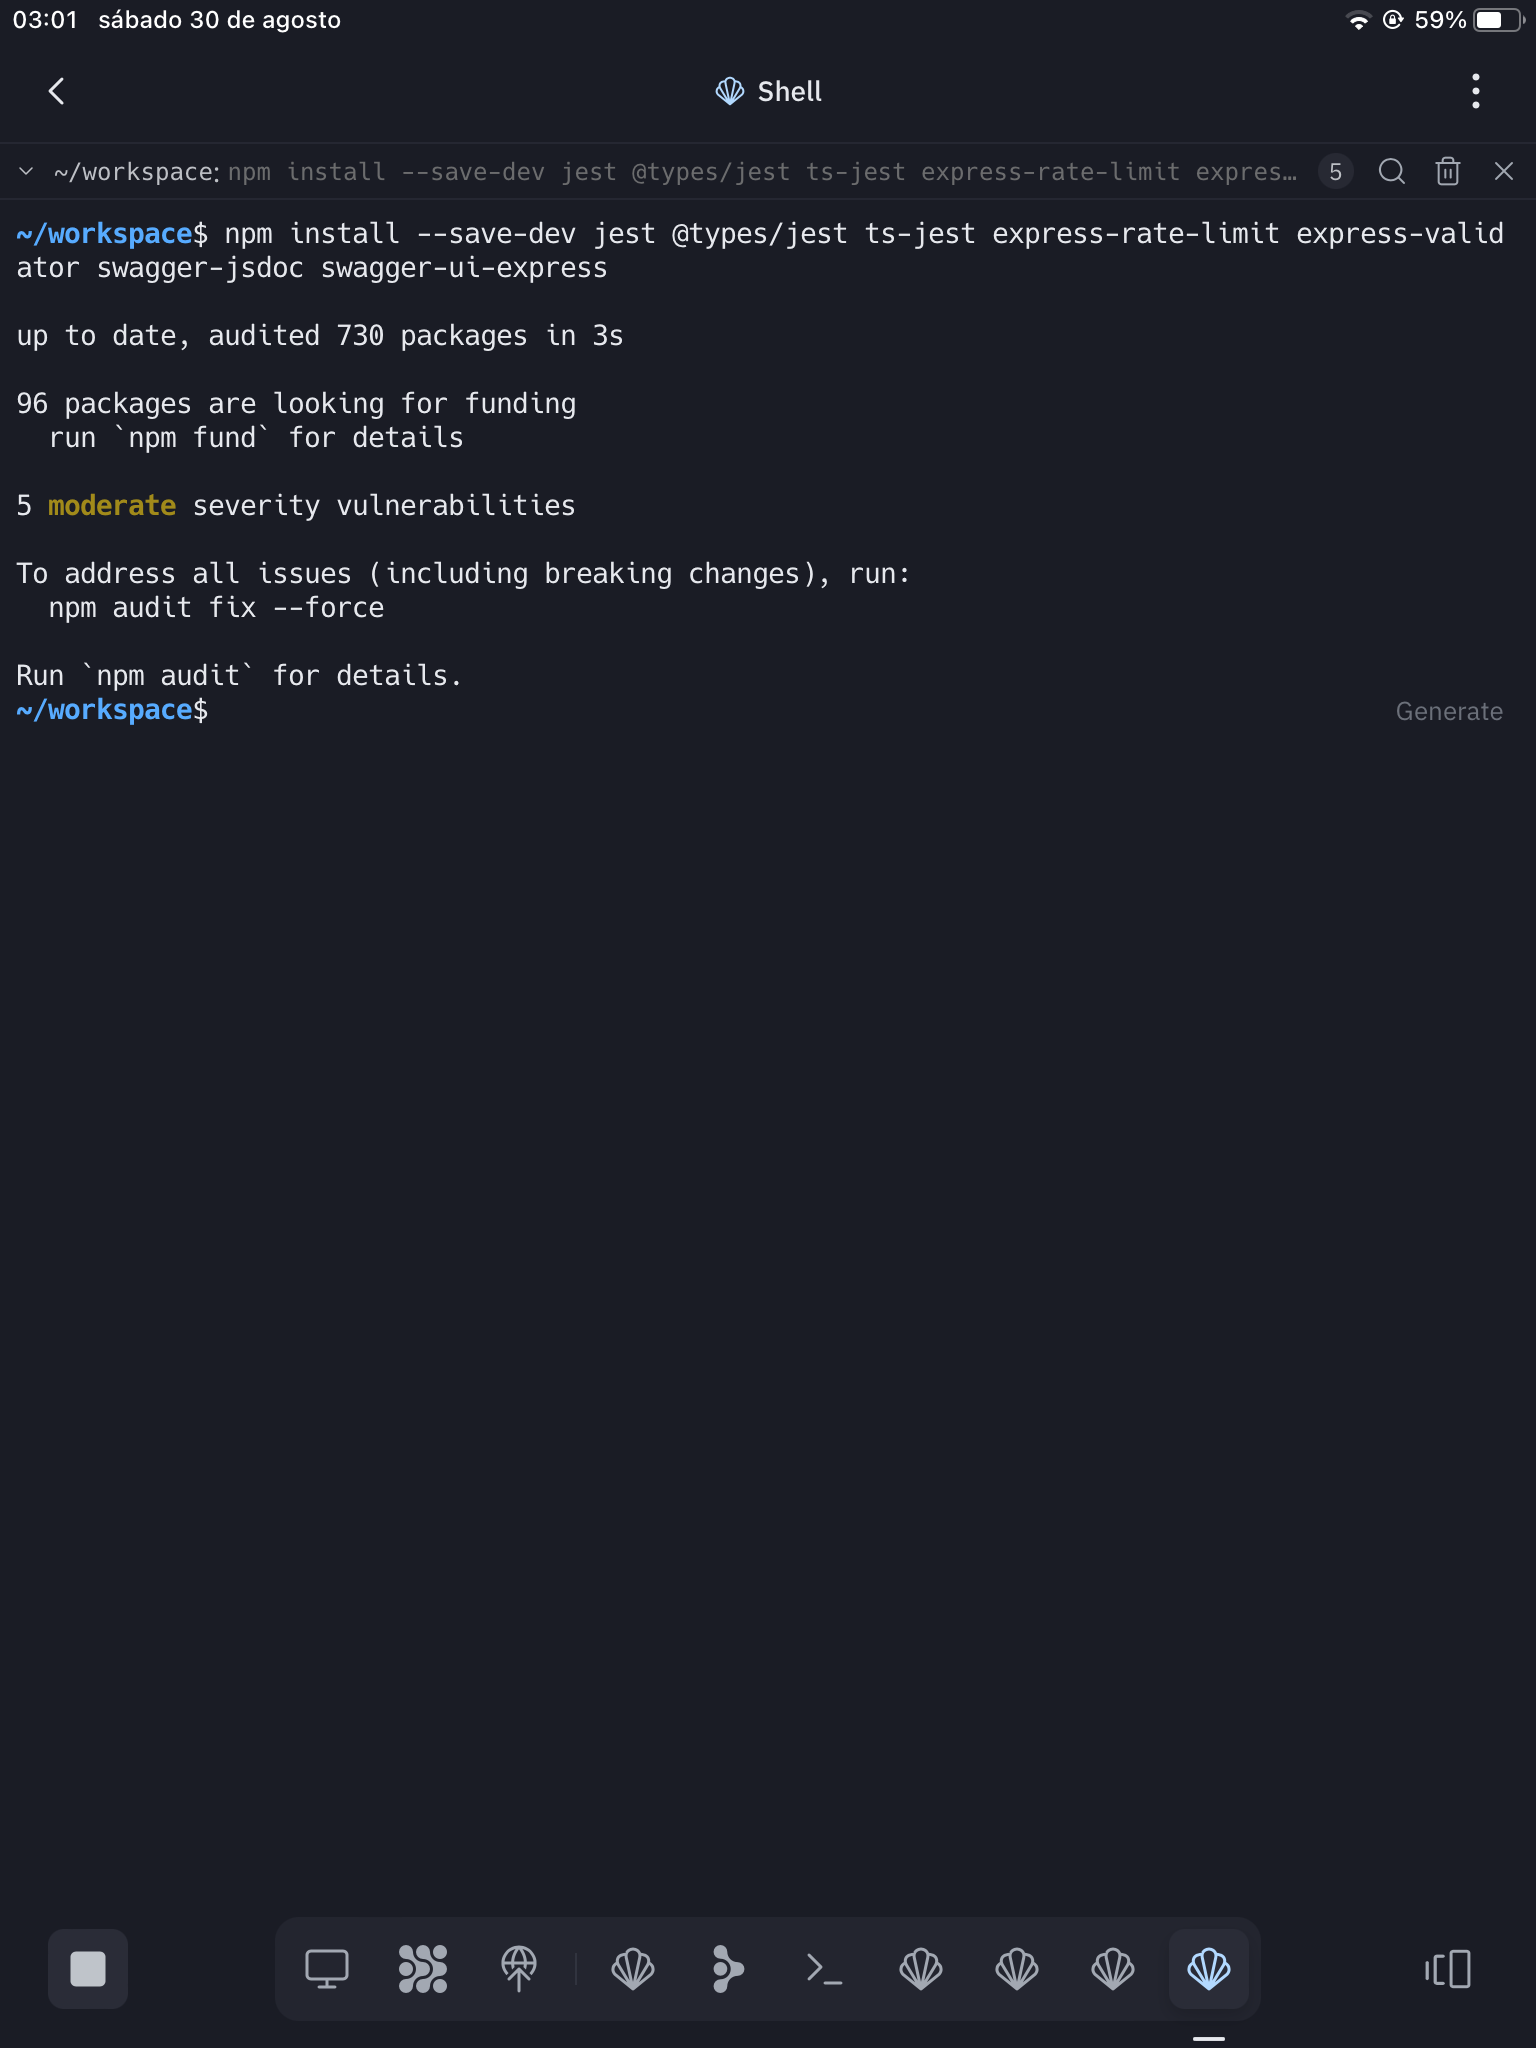 03:01 sábado 30 de agosto 59%
Shell
~/workspace: npm install --save-dev jest @types/jest ts-jest express-rate-limit expres… 5
~/workspace$ npm install --save-dev jest @types/jest ts-jest express-rate-limit express-valid
ator swagger-jsdoc swagger-ui-express
up to date, audited 730 packages in 3s
96 packages are looking for funding
  run `npm fund` for details
5 moderate severity vulnerabilities
To address all issues (including breaking changes), run:
  npm audit fix --force
Run `npm audit` for details.
~/workspace$ Generate